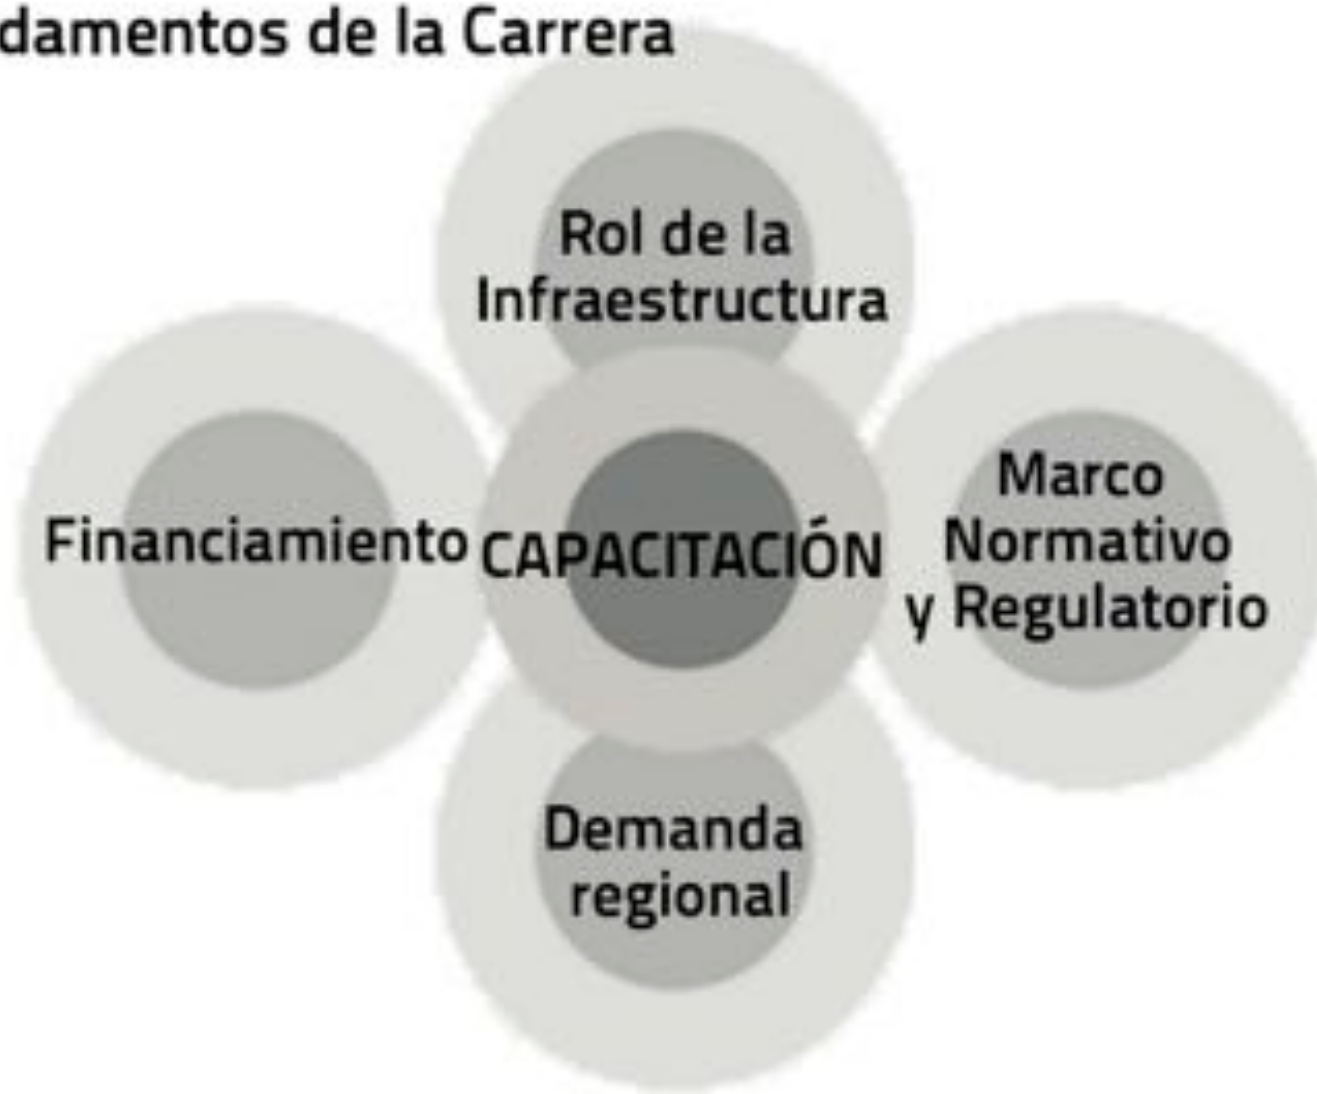 damentos de la Carrera
Rol de la
Infraestructura
Financiamiento
CAPACITACIÓN
Marco
Normativo
y Regulatorio
Demanda
regional